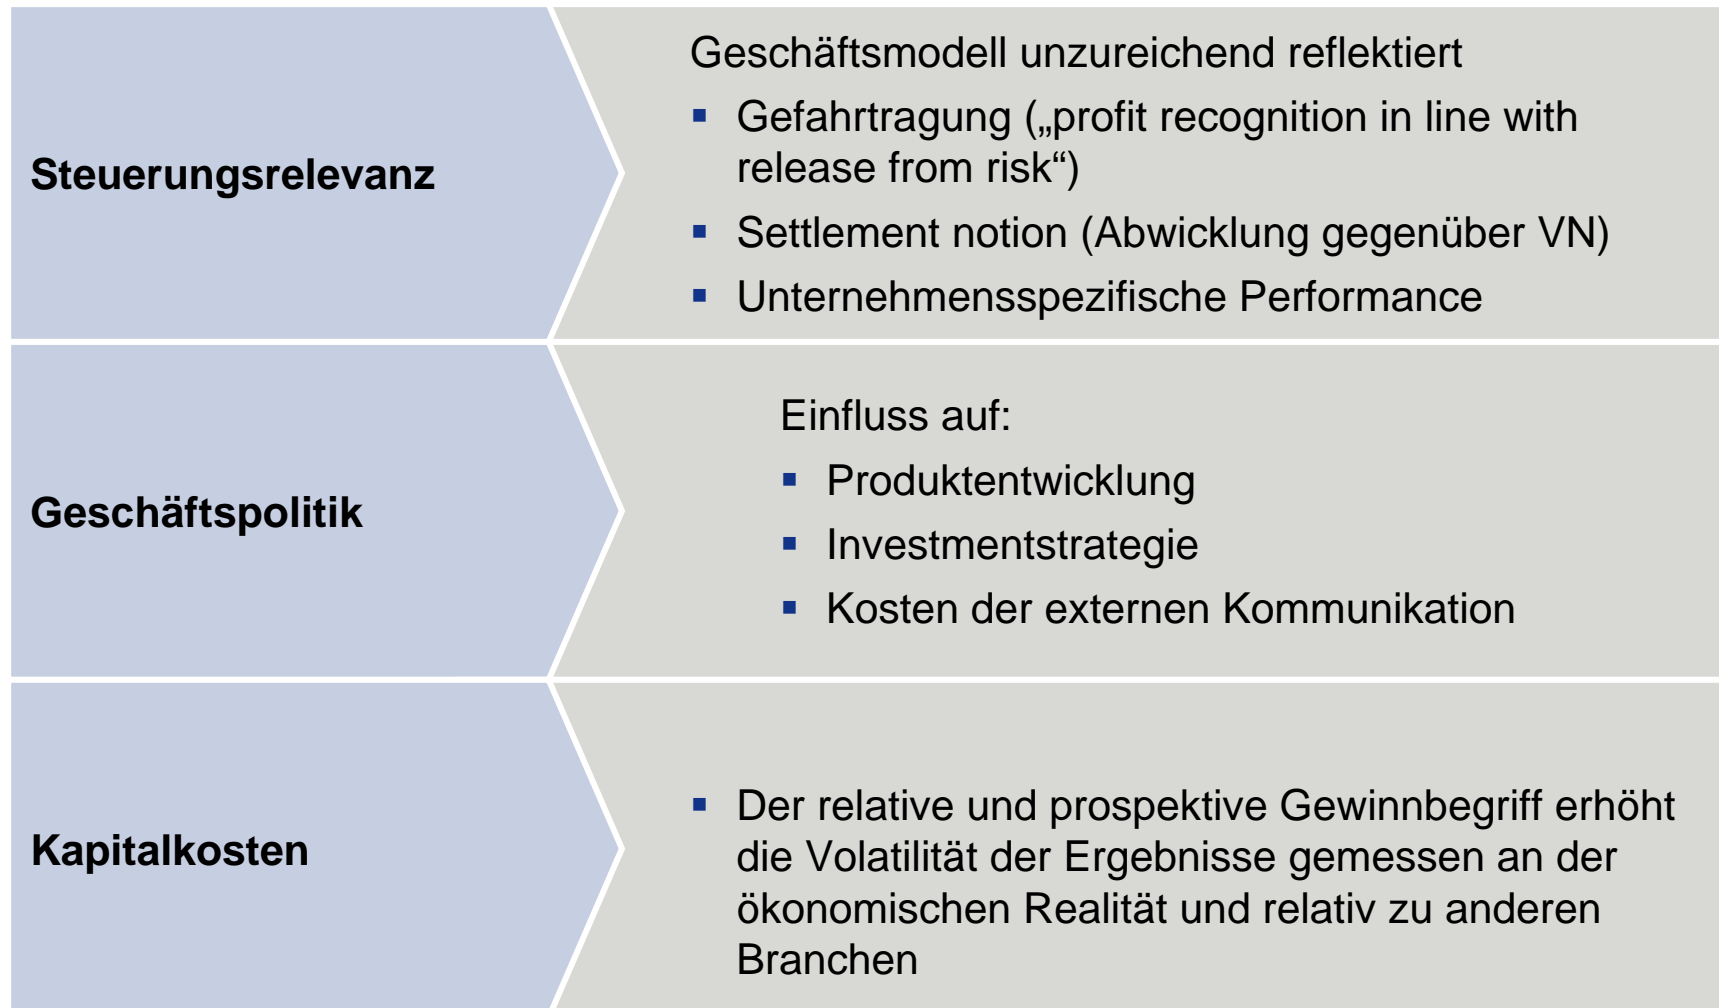 Steuerungsrelevanz
Geschäftsmodell unzureichend reflektiert
▪ Gefahrtragung („profit recognition in line with
release from risk“)
▪ Settlement notion (Abwicklung gegenüber VN)
▪ Unternehmensspezifische Performance
Geschäftspolitik
Einfluss auf:
▪ Produktentwicklung
▪ Investmentstrategie
▪ Kosten der externen Kommunikation
Kapitalkosten
▪ Der relative und prospektive Gewinnbegriff erhöht
die Volatilität der Ergebnisse gemessen an der
ökonomischen Realität und relativ zu anderen
Branchen